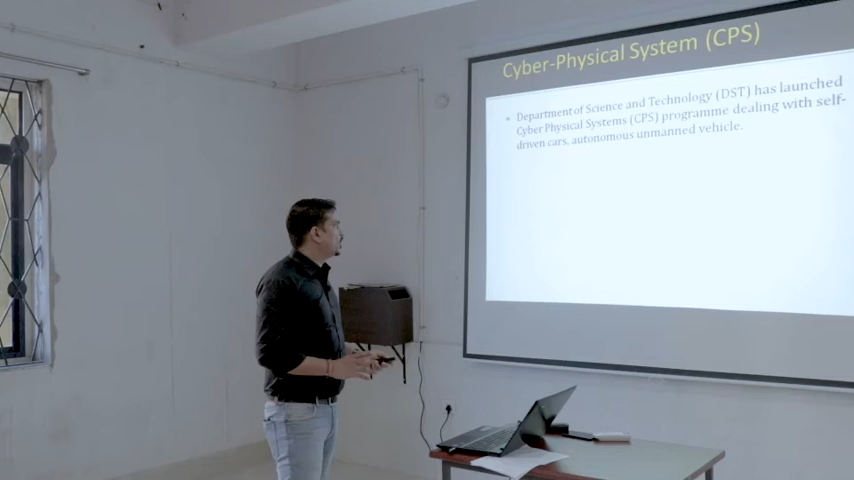 Cyber-Physical System (CPS)
Department of Science and Technology (DST) has launched
Cyber Physical Systems (CPS) programme dealing with self-
driven cars, autonomous unmanned vehicle.